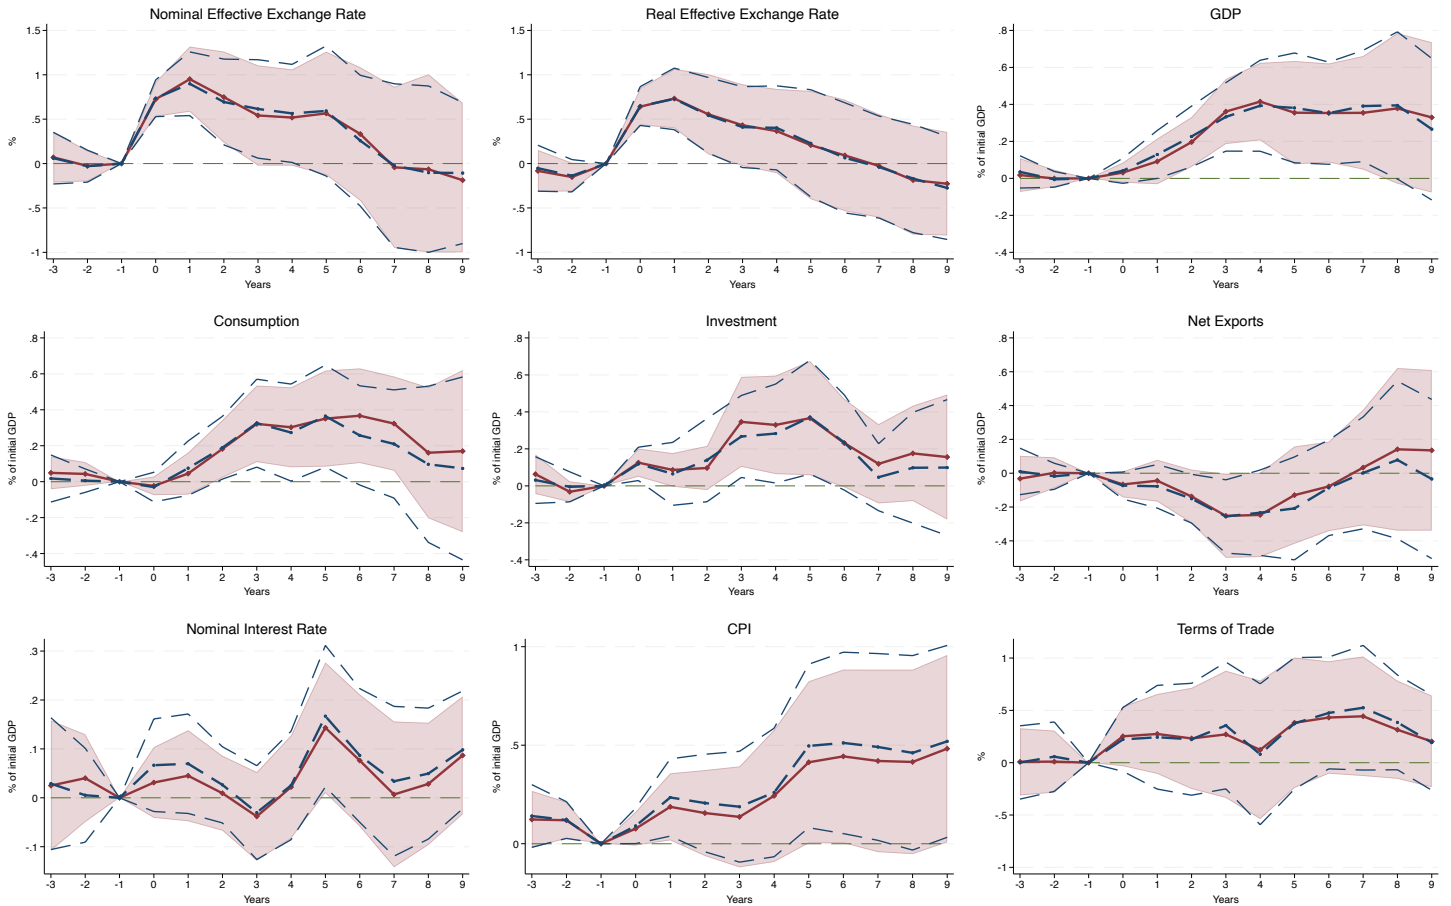 Nominal Effective Exchange Rate
1.5
1
.5
0
-.5
-1
%
-3 -2 -1 0 1 2 3 4 5 6 7 8 9
Years
Real Effective Exchange Rate
1.5
1
.5
0
-.5
-1
%
-3 -2 -1 0 1 2 3 4 5 6 7 8 9
Years
GDP
.8
.6
.4
.2
0
-.2
-.4
% of initial GDP
-3 -2 -1 0 1 2 3 4 5 6 7 8 9
Years
Consumption
.8
.6
.4
.2
0
-.2
-.4
% of initial GDP
-3 -2 -1 0 1 2 3 4 5 6 7 8 9
Years
Investment
.8
.6
.4
.2
0
-.2
-.4
% of initial GDP
-3 -2 -1 0 1 2 3 4 5 6 7 8 9
Years
Net Exports
.8
.6
.4
.2
0
-.2
-.4
% of initial GDP
-3 -2 -1 0 1 2 3 4 5 6 7 8 9
Years
Nominal Interest Rate
.3
.2
.1
0
-.1
% of initial GDP
-3 -2 -1 0 1 2 3 4 5 6 7 8 9
Years
CPI
1
.5
0
% of initial GDP
-3 -2 -1 0 1 2 3 4 5 6 7 8 9
Years
Terms of Trade
1
.5
0
-.5
-1
%
-3 -2 -1 0 1 2 3 4 5 6 7 8 9
Years